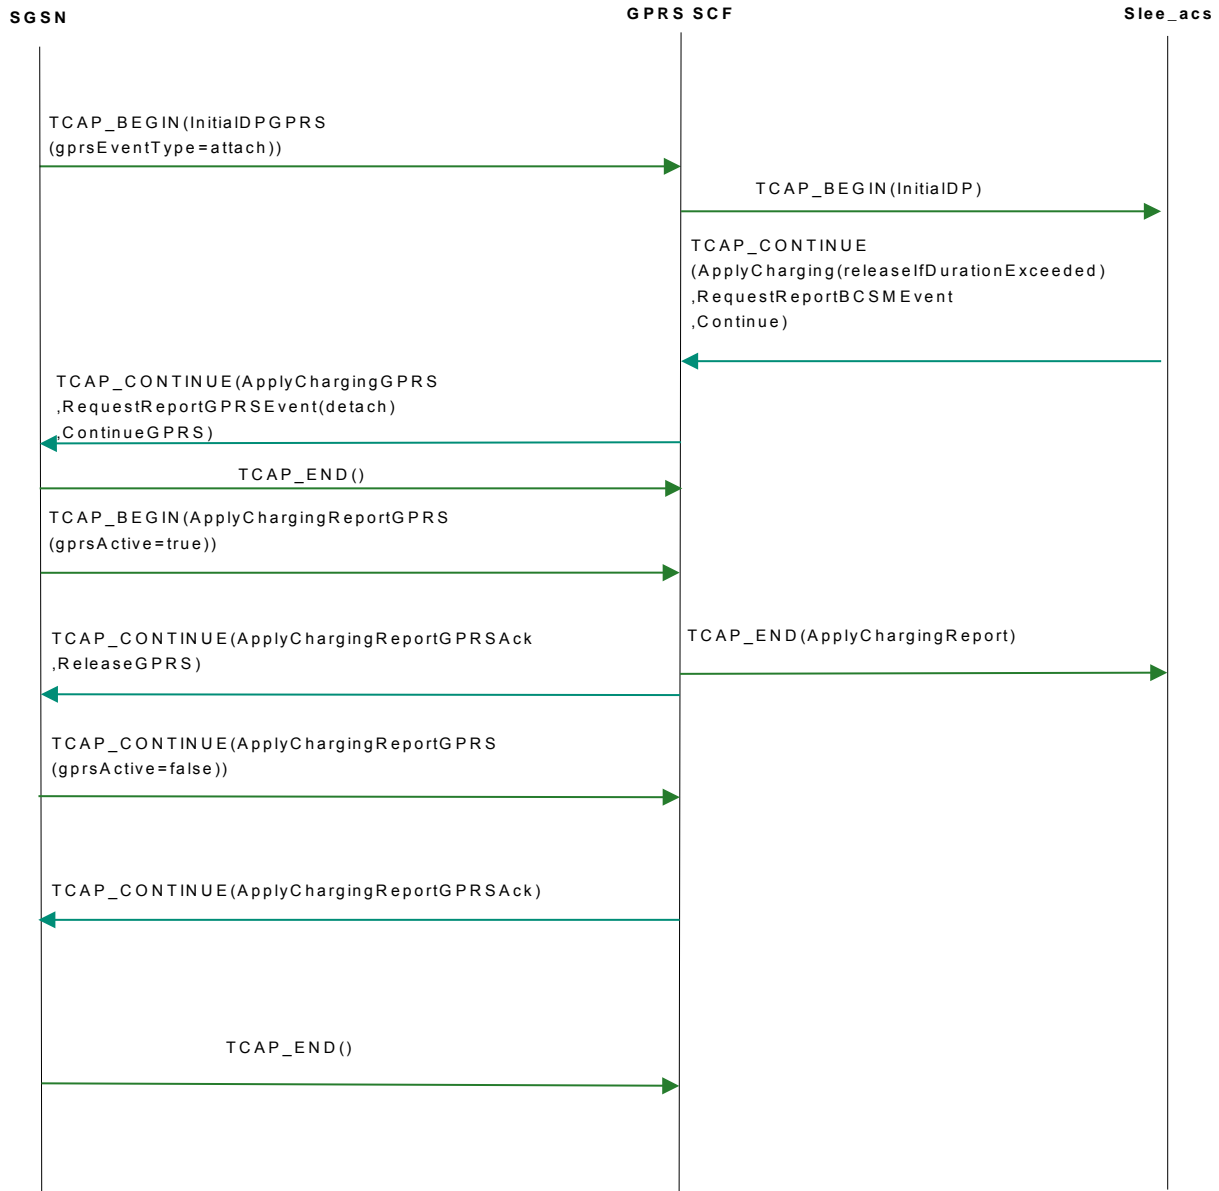 SGSN
GPRS SCF
Slee_acs
TCAP_BEGIN(InitialDPGPRS
(gprsEventType=attach))
TCAP_BEGIN(InitialDP)
TCAP_CONTINUE
(ApplyCharging(releaseIfDurationExceeded)
,RequestReportBCSMEvent
,Continue)
TCAP_CONTINUE(ApplyChargingGPRS
,RequestReportGPRSEvent(detach)
,ContinueGPRS)
TCAP_END()
TCAP_BEGIN(ApplyChargingReportGPRS
(gprsActive=true))
TCAP_CONTINUE(ApplyChargingReportGPRSAck
,ReleaseGPRS)
TCAP_END(ApplyChargingReport)
TCAP_CONTINUE(ApplyChargingReportGPRS
(gprsActive=false))
TCAP_CONTINUE(ApplyChargingReportGPRSAck)
TCAP_END()